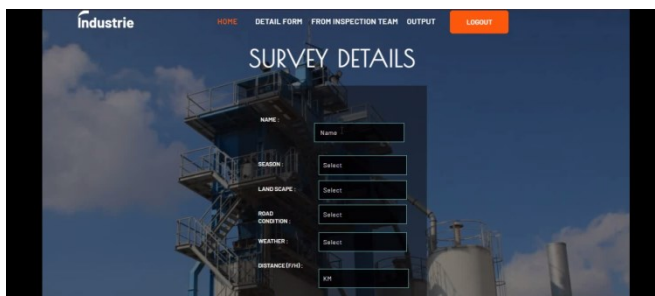 industrie
HOME DETAIL FORM FROM INSPECTION TEAM OUTPUT LOGOUT
SURVEY DETAILS
NAME :
Name
SEASON : Select
LAND SCAPE : Select
ROAD
CONDITION : Select
WEATHER : Select
DISTANCE(F/H) :
KM